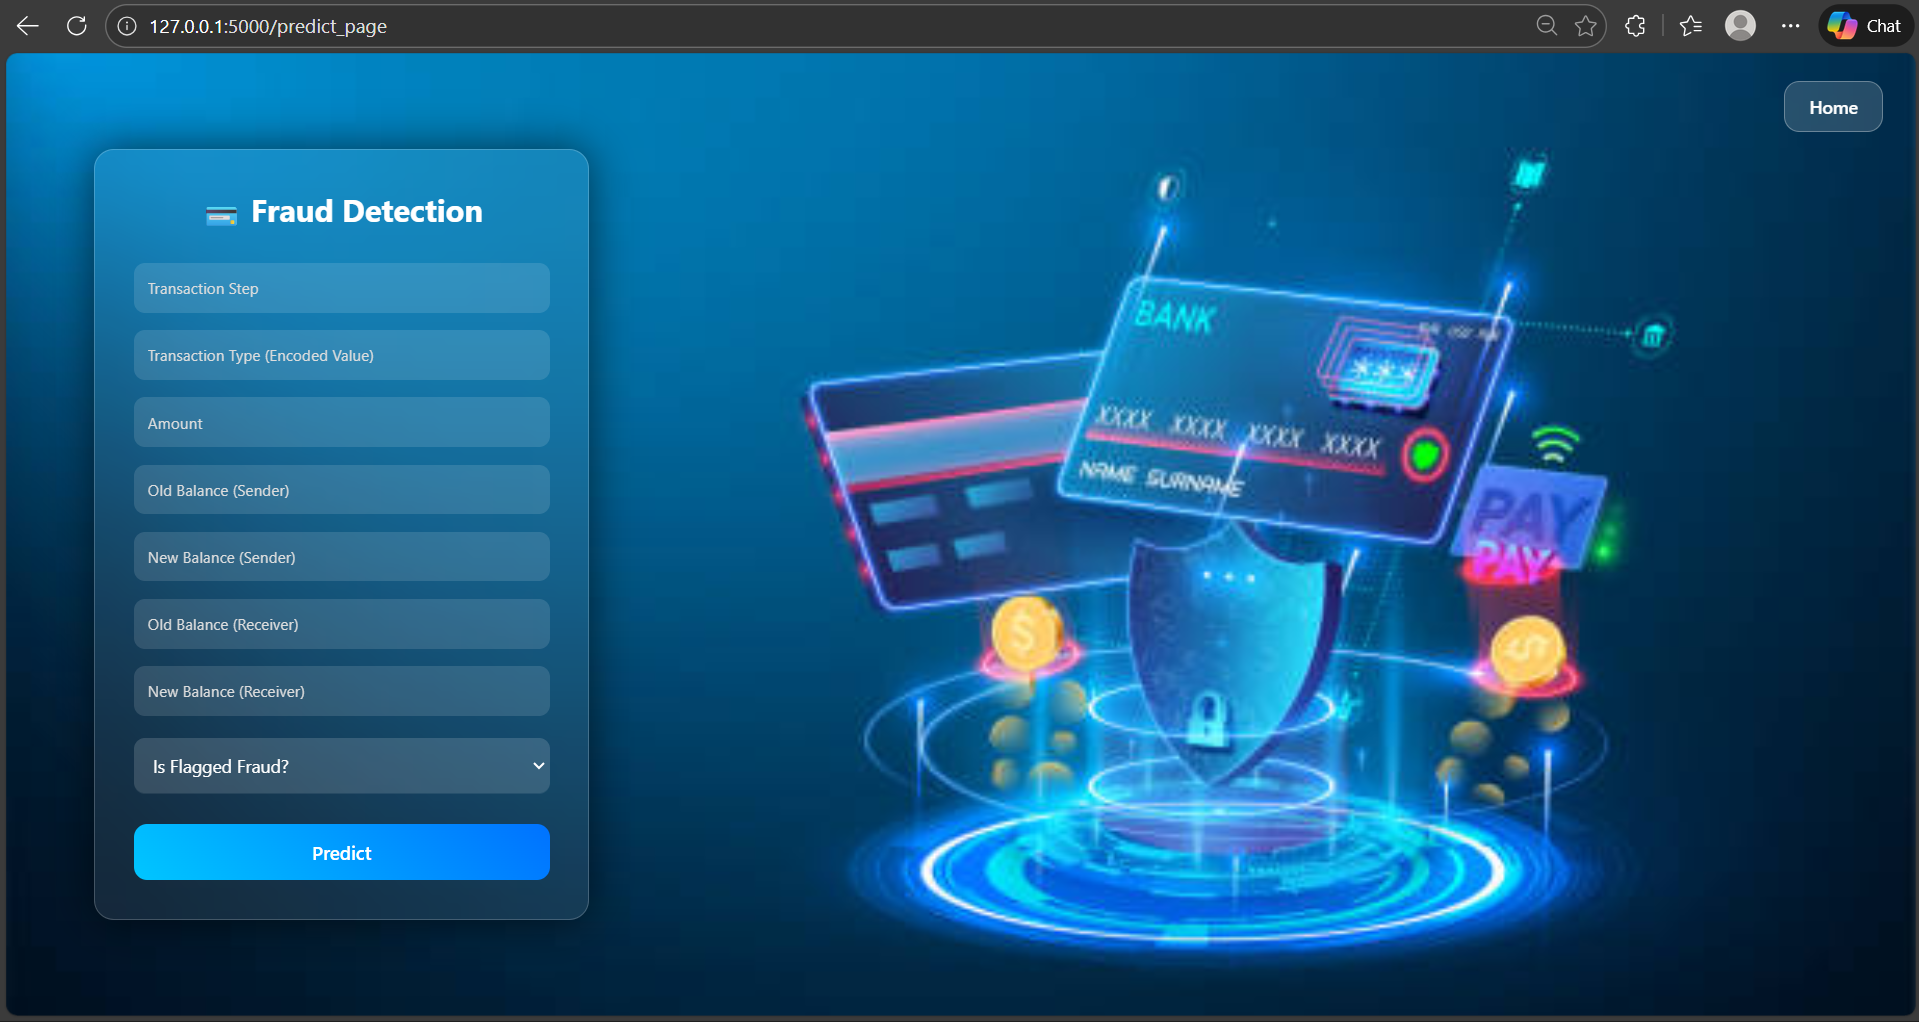 127.0.0.1:5000/predict_page
Chat
Home
Fraud Detection
Transaction Step
Transaction Type (Encoded Value)
Amount
Old Balance (Sender)
New Balance (Sender)
Old Balance (Receiver)
New Balance (Receiver)
Is Flagged Fraud?
Predict
BANK
***
XXXX XXXX XXXX XXXX
NAME SURNAME
PAY
PAY